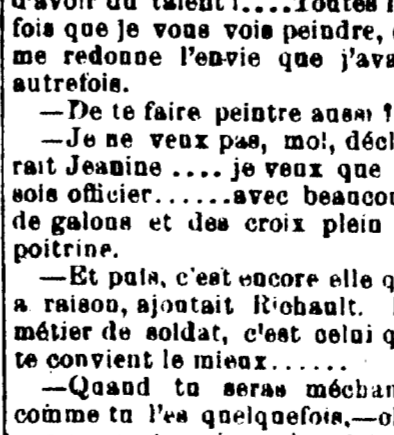 d'avoir du talent !....Toutes
fois que je vous vois peindre,
me redonne l'envie que j'ava
autrefois.
—De te faire peintre aussi ?
—Je ne veux pas, moi, décl
rait Jeanine .... je veux que
sois officier......avec beaucou
de galons et des croix plein
poitrine.
—Et puis, c'est encore elle q
a raison, ajoutait Richault.
métier de soldat, c'est celui q
te convient le mieux......
—Quand tu seras méchan
comme tu l'es quelquefois,—o